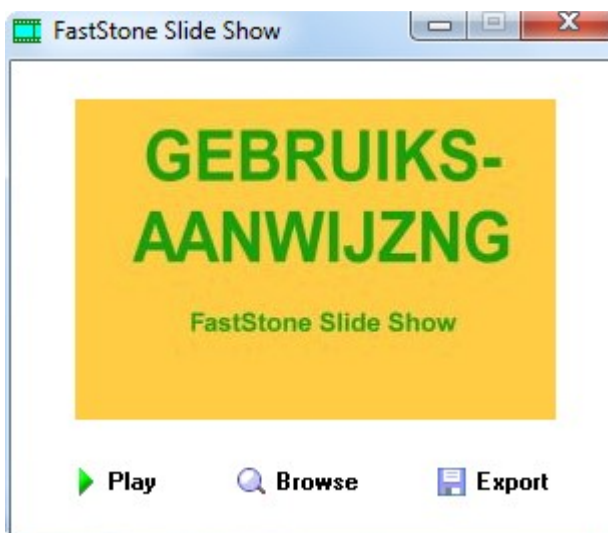 FastStone Slide Show
GEBRUIKS-
AANWIJZNG
FastStone Slide Show
Play Browse Export